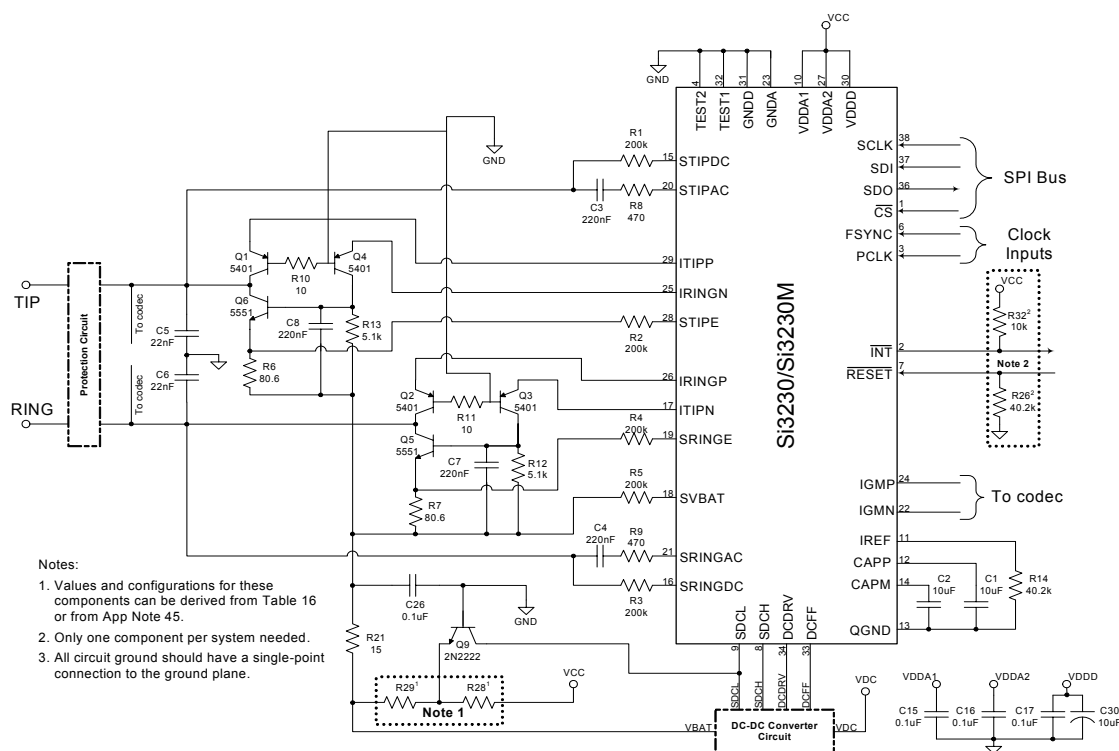 VCC
GND
4
32
31
23
10
27
30
TEST2
TEST1
GNDD
GNDA
VDDA1
VDDA2
VDDD
R1
200k
15
STIPDC
GND
C3
220nF
R8
470
20
STIPAC
38
SCLK
37
SDI
36
SDO
1
CS
SPI Bus
6
FSYNC
3
PCLK
Clock
Inputs
Q1
5401
R10
10
Q4
5401
29
ITIPP
25
IRINGN
28
STIPE
R2
200k
TIP
Protection Circuit
To codec
C5
22nF
C6
22nF
To codec
RING
Q6
5551
C8
220nF
R13
5.1k
R6
80.6
Si3230/Si3230M
VCC
R32²
10k
2
INT
Note 2
7
RESET
R26²
40.2k
26
IRINGP
17
ITIPN
Q2
5401
R11
10
Q3
5401
R4
200k
19
SRINGE
Q5
5551
C7
220nF
R12
5.1k
R7
80.6
R5
200k
18
SVBAT
24
IGMP
22
IGMN
To codec
C4
220nF
R9
470
21
SRINGAC
16
SRINGDC
R3
200k
11
IREF
12
CAPP
14
CAPM
13
QGND
C2
10uF
C1
10uF
R14
40.2k
Notes:
1. Values and configurations for these
components can be derived from Table 16
or from App Note 45.
2. Only one component per system needed.
3. All circuit ground should have a single-point
connection to the ground plane.
C26
0.1uF
GND
Q9
2N2222
R21
15
R29¹
R28¹
Note 1
VCC
VBAT
SDCL
SDCH
DCDRV
DCFF
9
8
34
33
SDCL
SDCH
DCDRV
DCFF
DC-DC Converter
Circuit
VDC
VDC
VDDA1
VDDA2
VDDD
C15
0.1uF
C16
0.1uF
C17
0.1uF
C30
10uF